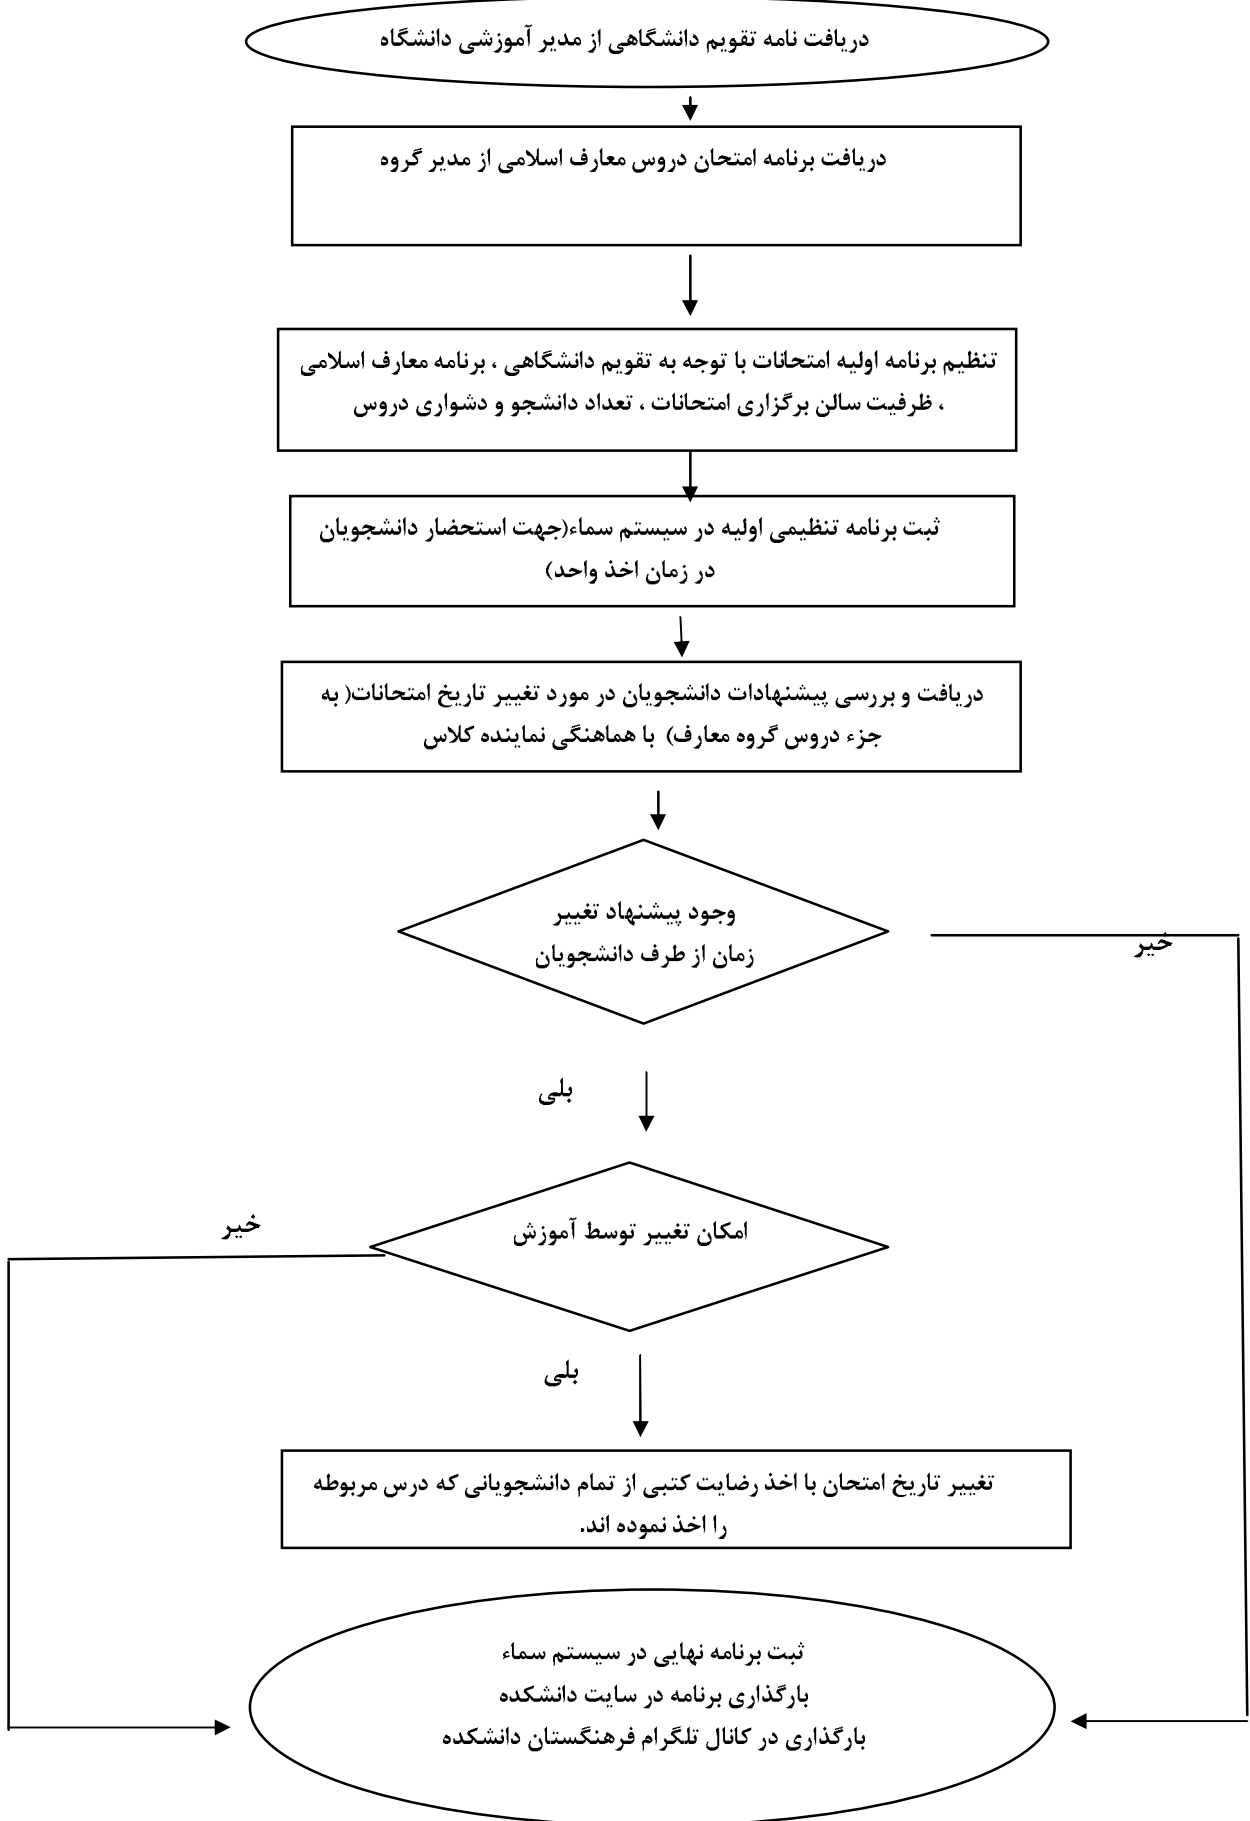 دریافت نامه تقویم دانشگاهی از مدیر آموزشی دانشگاه
دریافت برنامه امتحان دروس معارف اسلامی از مدیر گروه
تنظیم برنامه اولیه امتحانات با توجه به تقویم دانشگاهی ، برنامه معارف اسلامی
، ظرفیت سالن برگزاری امتحانات ، تعداد دانشجو و دشواری دروس
ثبت برنامه تنظیمی اولیه در سیستم سماء(جهت استحضار دانشجویان
در زمان اخذ واحد)
دریافت و بررسی پیشنهادات دانشجویان در مورد تغییر تاریخ امتحانات( به
جزء دروس گروه معارف) با هماهنگی نماینده کلاس
وجود پیشنهاد تغییر
زمان از طرف دانشجویان
خیر
بلی
خیر
امکان تغییر توسط آموزش
بلی
تغییر تاریخ امتحان با اخذ رضایت کتبی از تمام دانشجویانی که درس مربوطه
را اخذ نموده اند.
ثبت برنامه نهایی در سیستم سماء
بارگذاری برنامه در سایت دانشکده
بارگذاری در کانال تلگرام فرهنگستان دانشکده